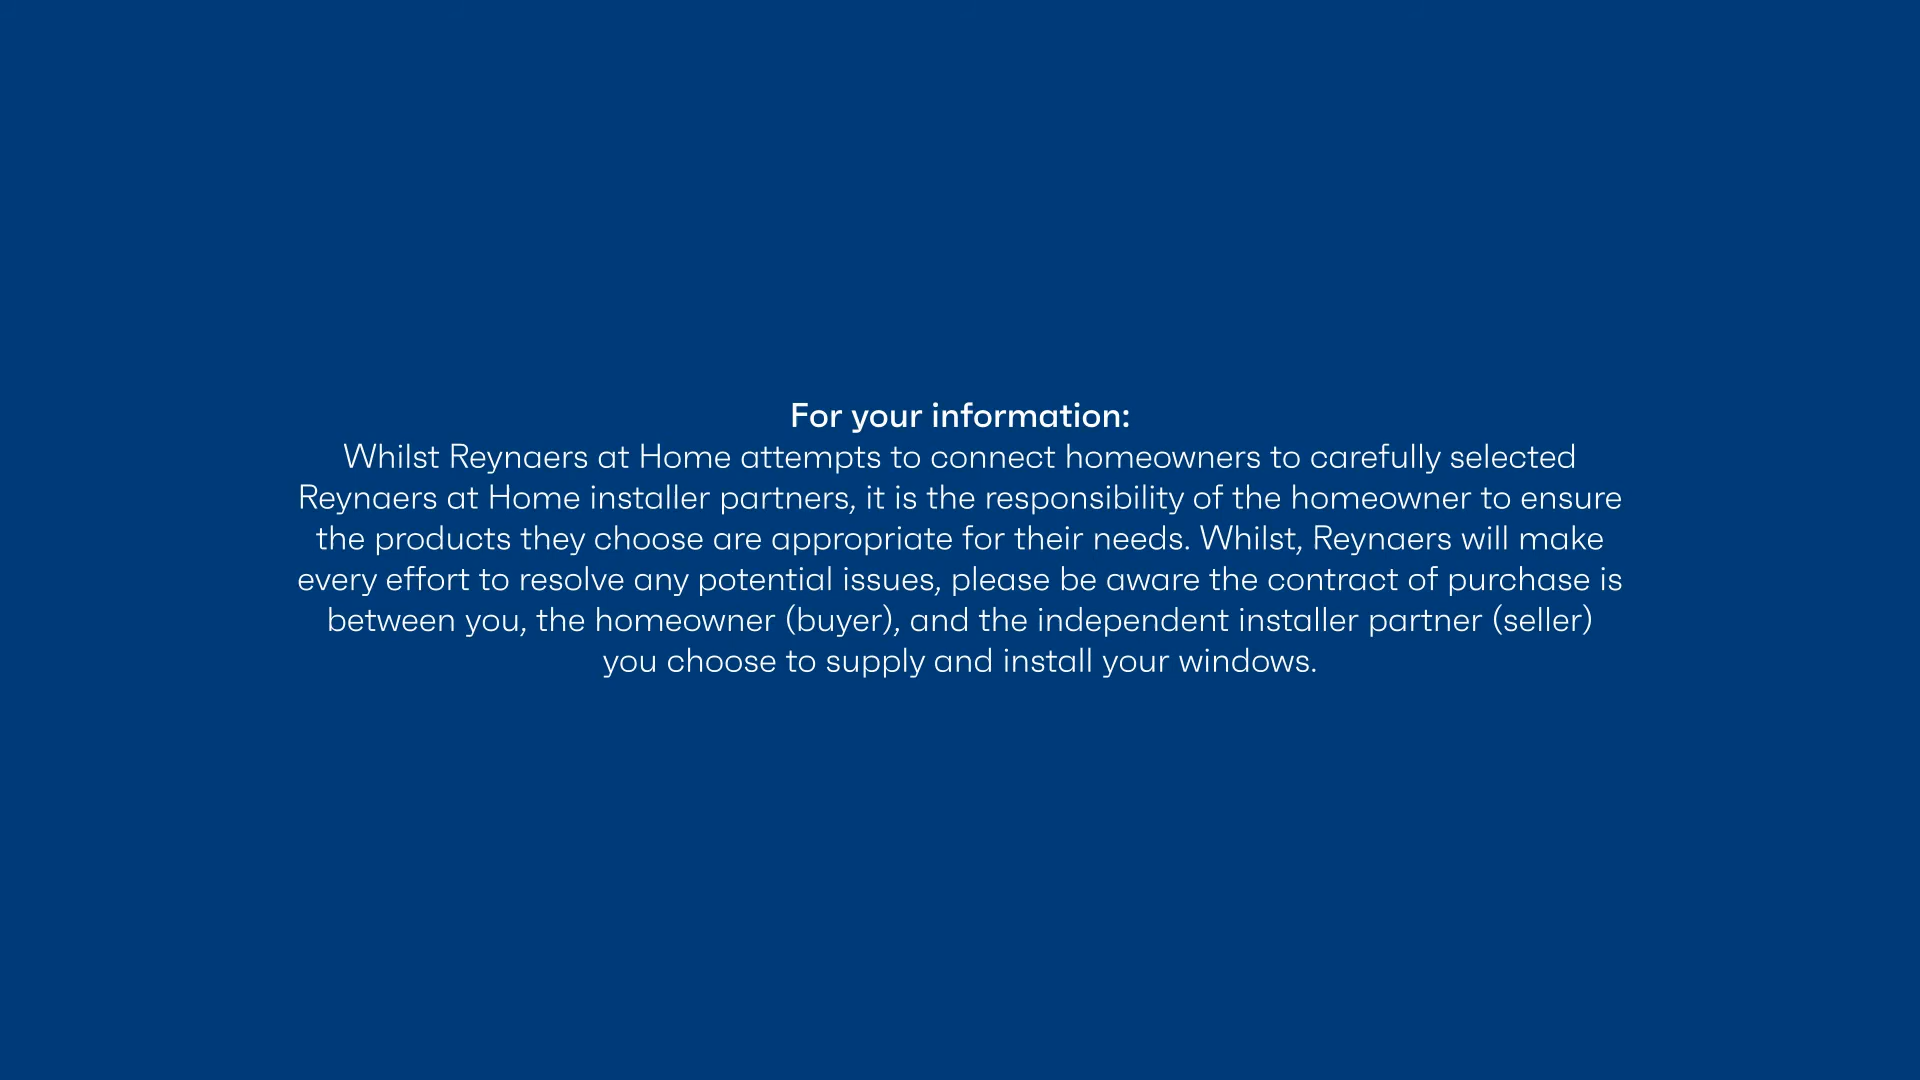 For your information:
Whilst Reynaers at Home attempts to connect homeowners to carefully selected
Reynaers at Home installer partners, it is the responsibility of the homeowner to ensure
the products they choose are appropriate for their needs. Whilst, Reynaers will make
every effort to resolve any potential issues, please be aware the contract of purchase is
between you, the homeowner (buyer), and the independent installer partner (seller)
you choose to supply and install your windows.